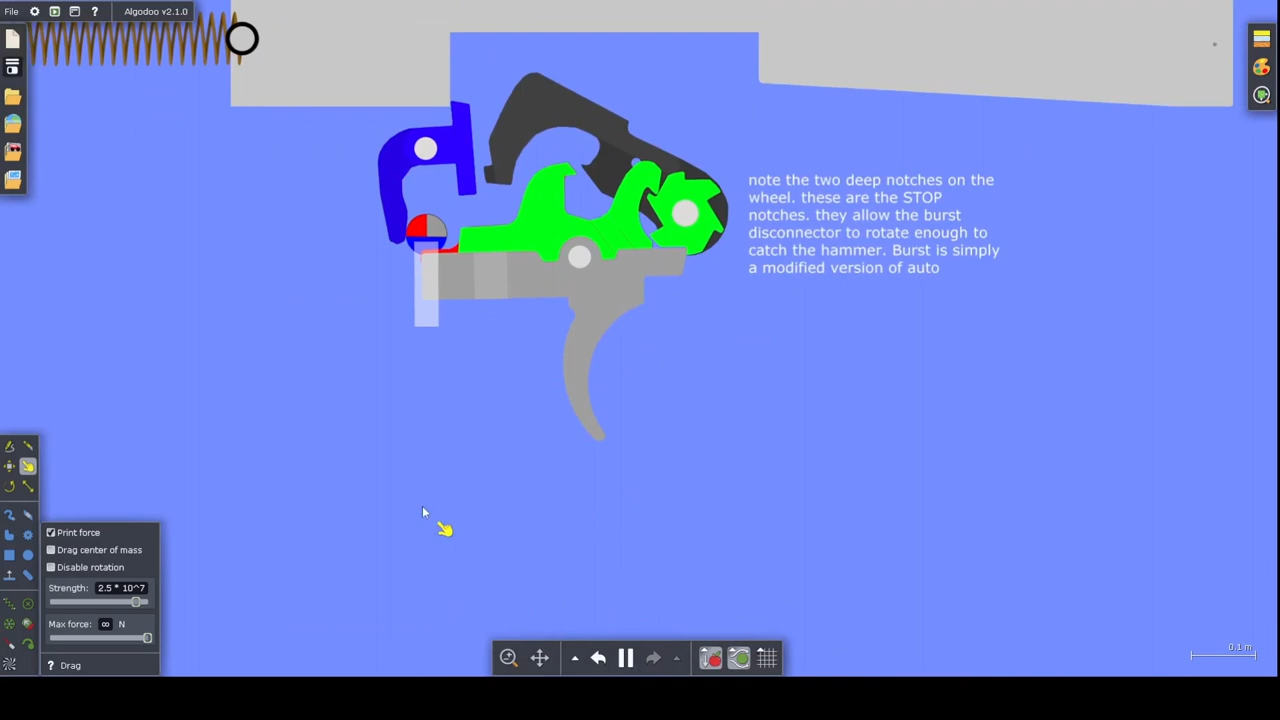 File
?
Algodoo v2.1.0
note the two deep notches on the
wheel. these are the STOP
notches. they allow the burst
disconnector to rotate enough to
catch the hammer. Burst is simply
a modified version of auto
Print force
Drag center of mass
Disable rotation
Strength: 2.5 * 10^7
Max force: ∞ N
? Drag
0.1 m